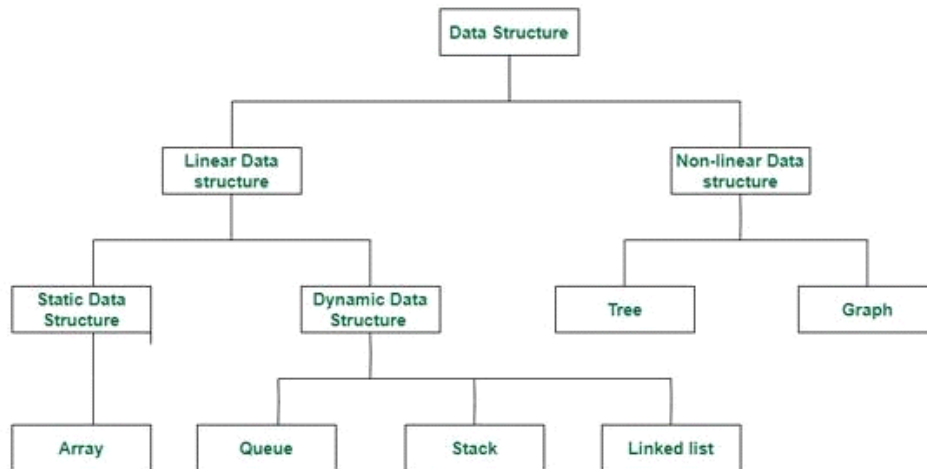 Data Structure
Linear Data
structure
Non-linear Data
structure
Static Data
Structure
Dynamic Data
Structure
Tree
Graph
Array
Queue
Stack
Linked list